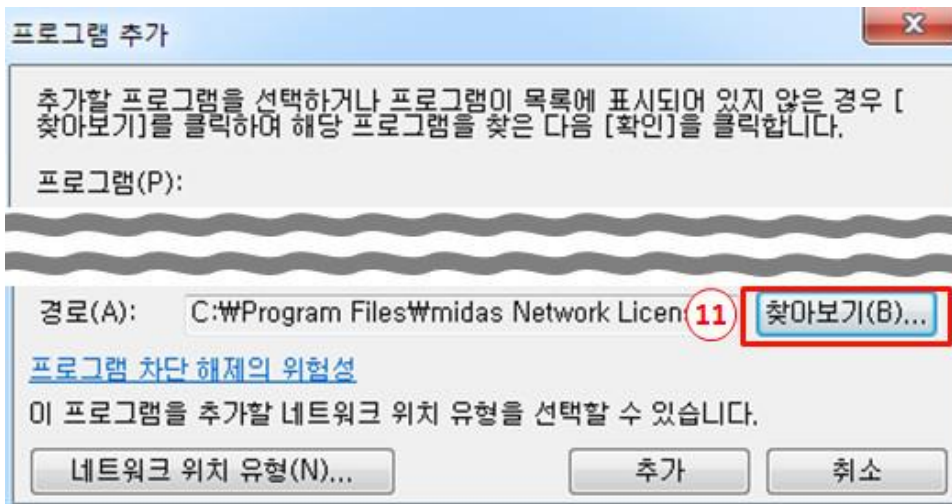 프로그램 추가
추가할 프로그램을 선택하거나 프로그램이 목록에 표시되어 있지 않은 경우 [
찾아보기]를 클릭하여 해당 프로그램을 찾은 다음 [확인]을 클릭합니다.
프로그램(P):
경로(A): C:₩Program Files₩midas Network Licen 11 찾아보기(B)...
프로그램 차단 해제의 위험성
이 프로그램을 추가할 네트워크 위치 유형을 선택할 수 있습니다.
네트워크 위치 유형(N)... 추가 취소